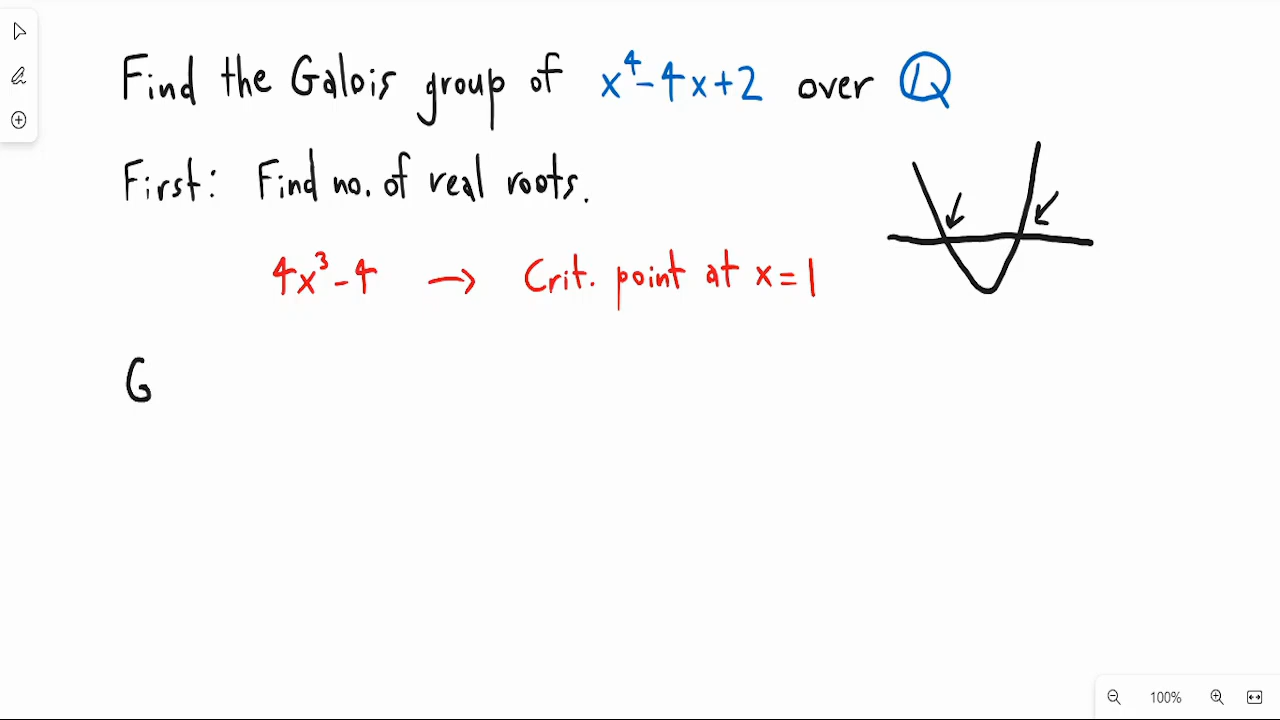 Find the Galois group of x⁴-4x+2 over ℚ
First: Find no. of real roots.
4x³-4 → Crit. point at x=1
G
100%